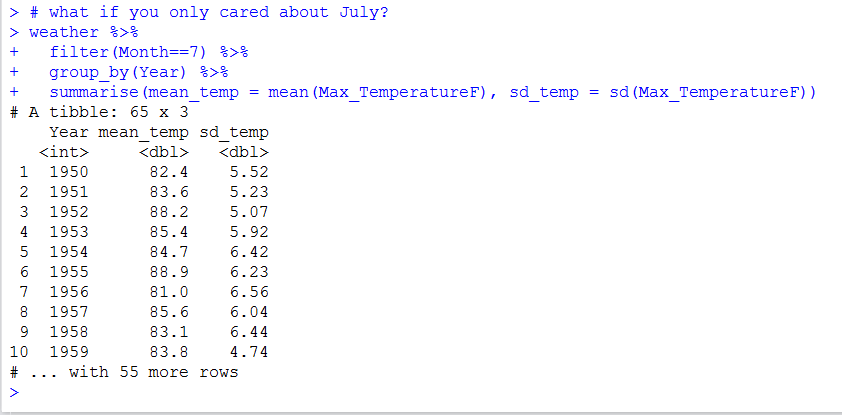 > # what if you only cared about July?
> weather %>%
+   filter(Month==7) %>%
+   group_by(Year) %>%
+   summarise(mean_temp = mean(Max_TemperatureF), sd_temp = sd(Max_TemperatureF))
# A tibble: 65 x 3
    Year mean_temp sd_temp
   <int>     <dbl>   <dbl>
 1  1950      82.4    5.52
 2  1951      83.6    5.23
 3  1952      88.2    5.07
 4  1953      85.4    5.92
 5  1954      84.7    6.42
 6  1955      88.9    6.23
 7  1956      81.0    6.56
 8  1957      85.6    6.04
 9  1958      83.1    6.44
10  1959      83.8    4.74
# ... with 55 more rows
>